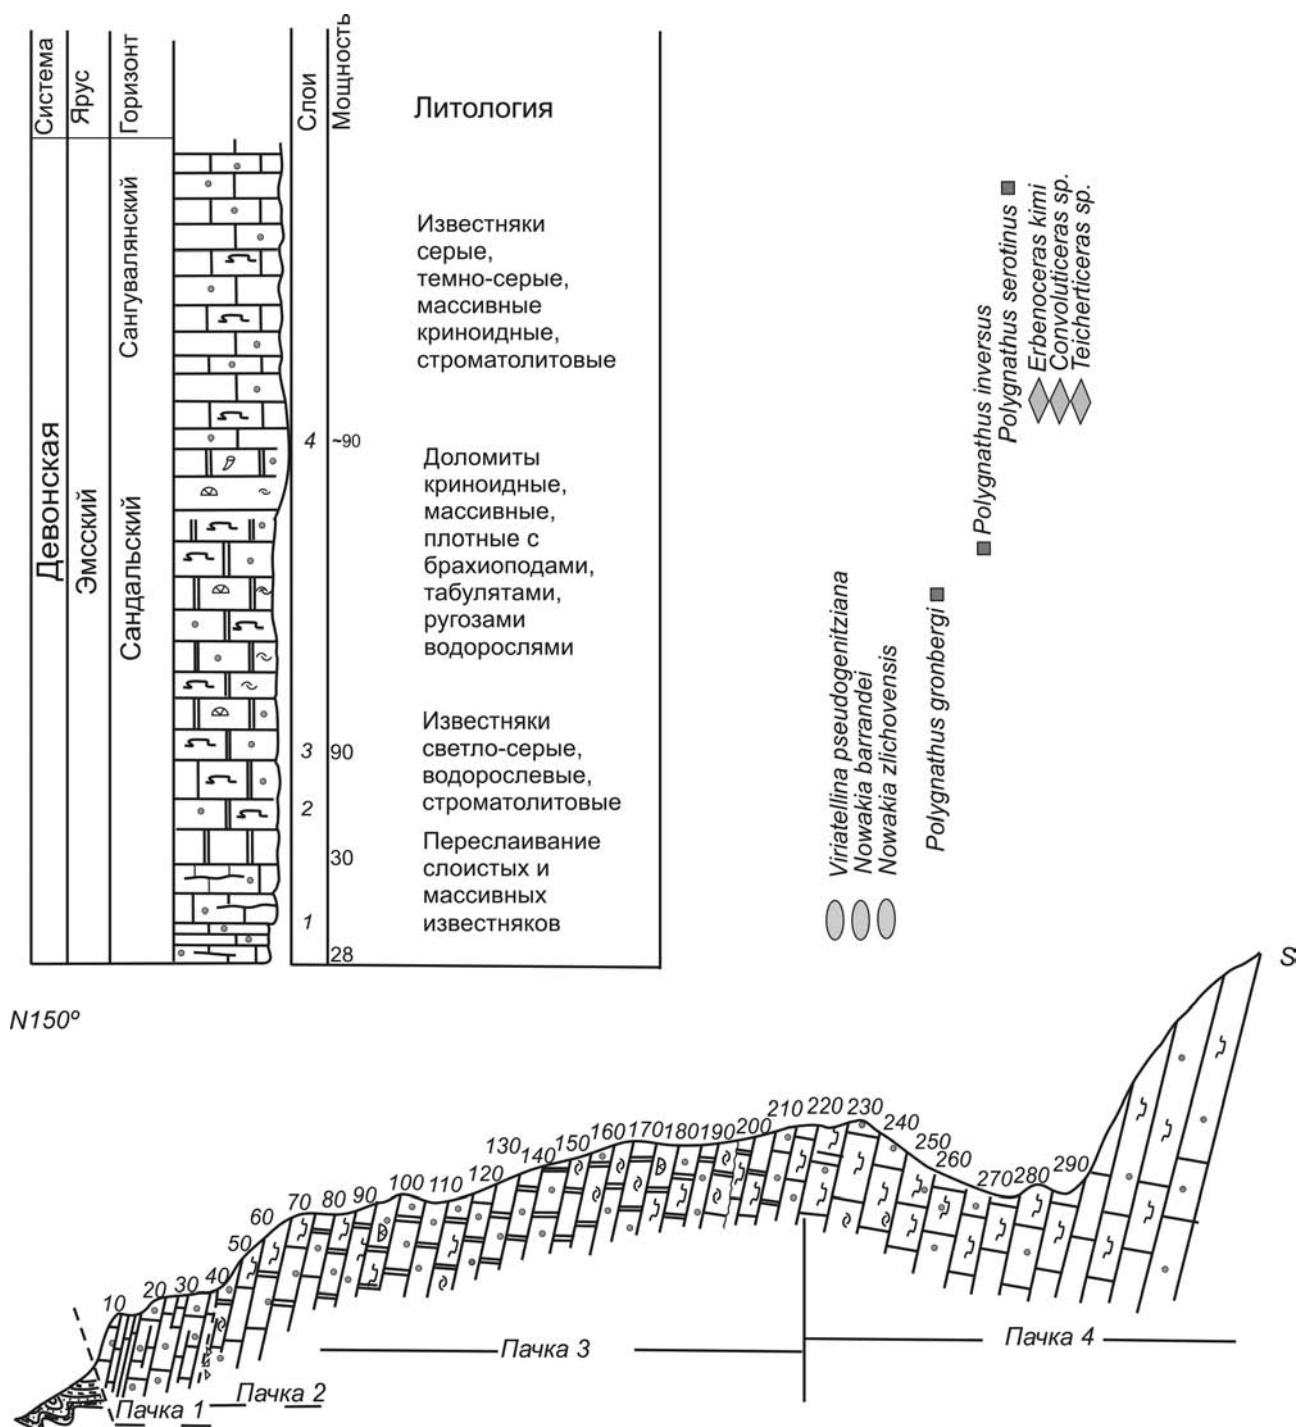 Система
Ярус
Горизонт
Слои
Мощность
Литология
Девонская
Эмсский
Сангувалянский
Сандальский
Известняки
серые,
темно-серые,
массивные
криноидные,
строматолитовые
4
~90
Доломиты
криноидные,
массивные,
плотные с
брахиоподами,
табулятами,
ругозами
водорослями
3
90
Известняки
светло-серые,
водорослевые,
строматолитовые
2
30
Переслаивание
слоистых и
массивных
известняков
1
28
Viriatellina pseudogenitziana
Nowakia barrandei
Nowakia zlichovensis
Polygnathus gronbergi
Polygnathus inversus
Polygnathus serotinus
Erbenoceras kimi
Convoluticeras sp.
Teicherticeras sp.
N150º
S
10
20
30
40
50
60
70
80
90
100
110
120
130
140
150
160
170
180
190
200
210
220
230
240
250
260
270
280
290
Пачка 1
Пачка 2
Пачка 3
Пачка 4